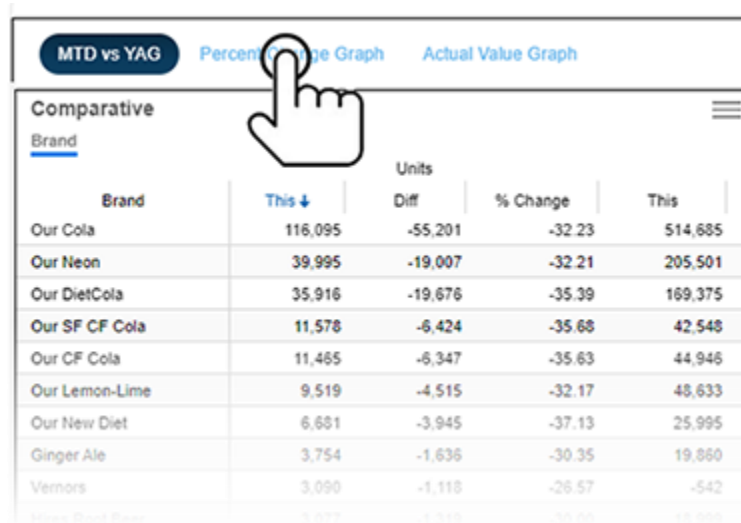 MTD vs YAG Percent Change Graph Actual Value Graph
Comparative
Brand
Units
Brand This ↓ Diff % Change This
Our Cola 116,095 -55,201 -32.23 514,685
Our Neon 39,995 -19,007 -32.21 205,501
Our DietCola 35,916 -19,676 -35.39 169,375
Our SF CF Cola 11,578 -6,424 -35.68 42,548
Our CF Cola 11,465 -6,347 -35.63 44,946
Our Lemon-Lime 9,519 -4,515 -32.17 48,633
Our New Diet 6,681 -3,945 -37.13 25,995
Ginger Ale 3,754 -1,636 -30.35 19,860
Vernors 3,090 -1,118 -26.57 -542